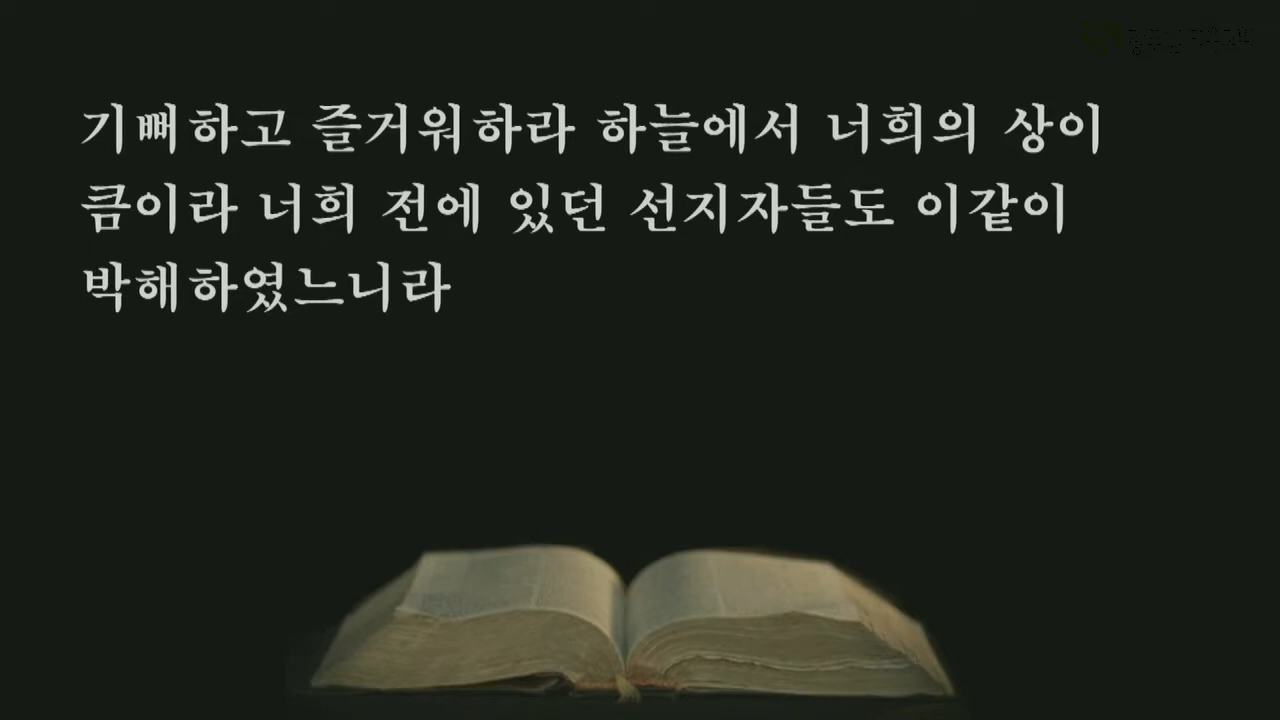 기뻐하고 즐거워하라 하늘에서 너희의 상이
큼이라 너희 전에 있던 선지자들도 이같이
박해하였느니라